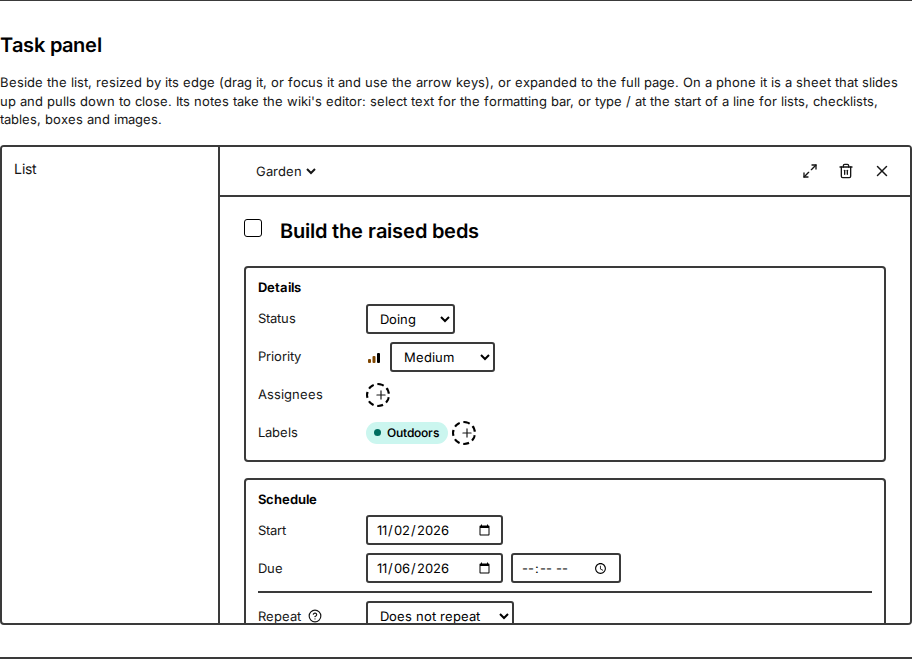 Task panel
Beside the list, resized by its edge (drag it, or focus it and use the arrow keys), or expanded to the full page. On a phone it is a sheet that slides
up and pulls down to close. Its notes take the wiki's editor: select text for the formatting bar, or type / at the start of a line for lists, checklists,
tables, boxes and images.
List
Garden
Build the raised beds
Details
Status Doing
Priority Medium
Assignees
Labels Outdoors
Schedule
Start 11/02/2026
Due 11/06/2026 --:-- --
Repeat Does not repeat